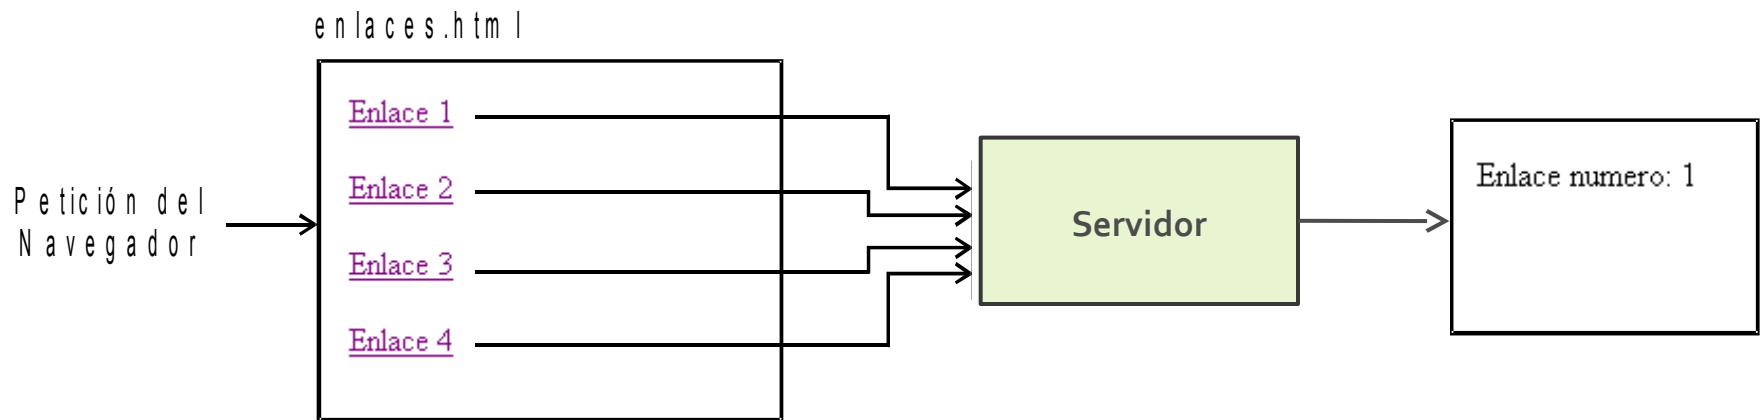 enlaces.html
Enlace 1
Enlace 2
Enlace 3
Enlace 4
Petición del
Navegador
Servidor
Enlace numero: 1